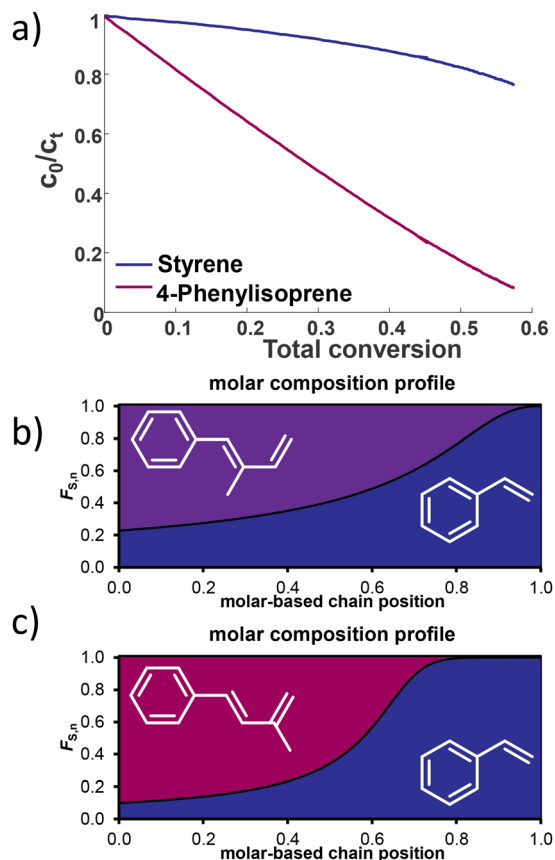 a)
1
0.8
0.6
0.4
0.2
0
c0/ct
Styrene
4-Phenylisoprene
0 0.1 0.2 0.3 0.4 0.5 0.6
Total conversion
molar composition profile
b)
1.0
0.8
0.6
0.4
0.2
0.0
FS,n
0.0 0.2 0.4 0.6 0.8 1.0
molar-based chain position
c)
molar composition profile
1.0
0.8
0.6
0.4
0.2
0.0
FS,n
0.0 0.2 0.4 0.6 0.8 1.0
molar-based chain position